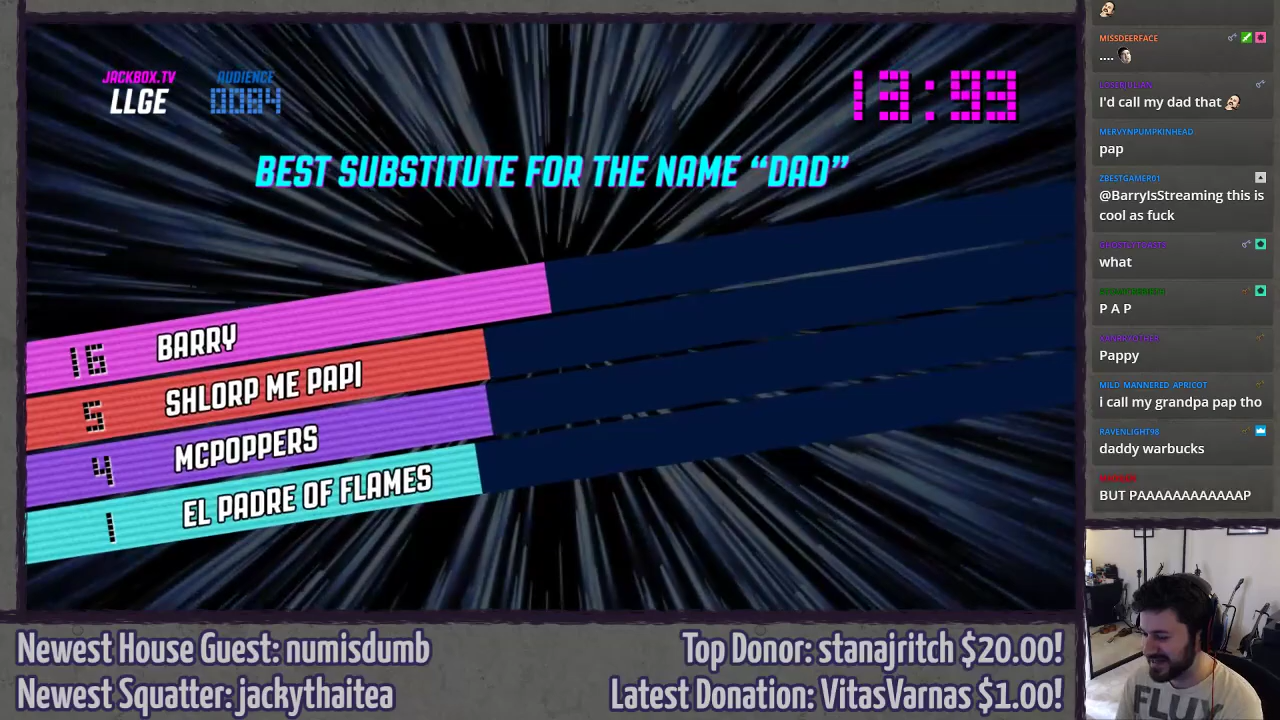 JACKBOX.TV
LLGE
AUDIENCE
0084
13:93
BEST SUBSTITUTE FOR THE NAME “DAD”
16 BARRY
5 SHLORP ME PAPI
4 MCPOPPERS
1 EL PADRE OF FLAMES
MISSDEERFACE
....
I'd call my dad that
MERVYNPUMPKINHEAD
pap
ZBESTGAMER01
@BarryIsStreaming this is
cool as fuck
what
P A P
Pappy
MILD MANNERED APRICOT
i call my grandpa pap tho
RAVENLIGHT98
daddy warbucks
BUT PAAAAAAAAAAAAP
Newest House Guest: numisdumb
Newest Squatter: jackythaitea
Top Donor: stanajritch $20.00!
Latest Donation: VitasVarnas $1.00!
FLUX